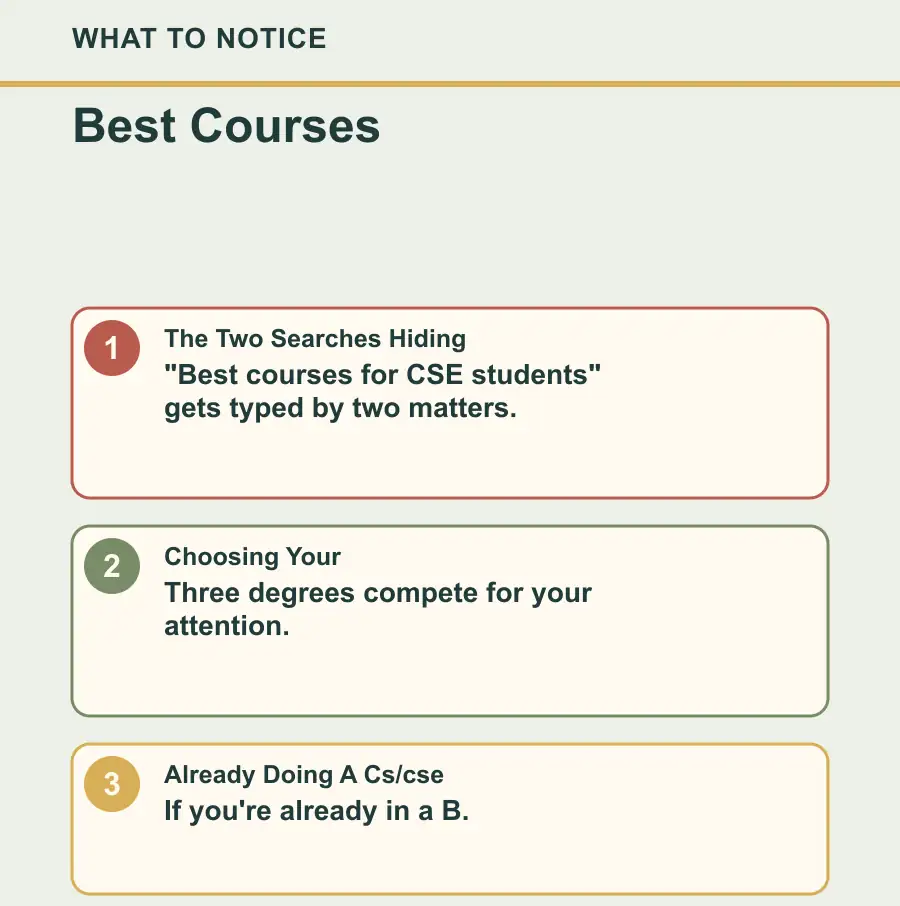 WHAT TO NOTICE
Best Courses
1
The Two Searches Hiding
"Best courses for CSE students"
gets typed by two matters.
2
Choosing Your
Three degrees compete for your
attention.
3
Already Doing A Cs/cse
If you're already in a B.